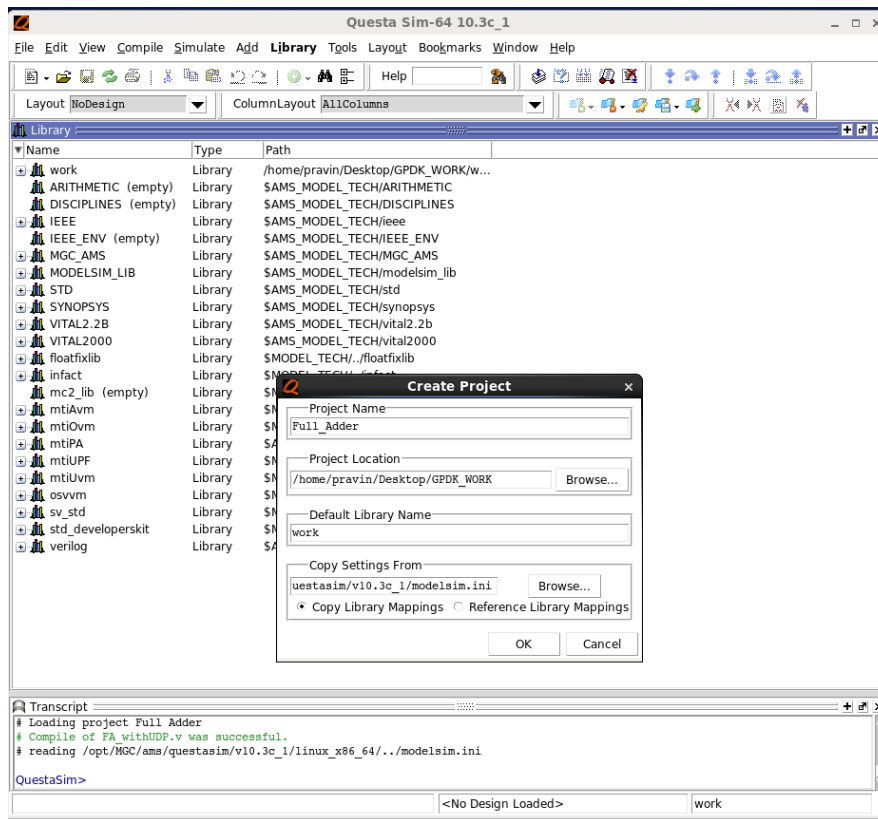 Questa Sim-64 10.3c_1
File Edit View Compile Simulate Add Library Tools Layout Bookmarks Window Help
Help
Layout NoDesign ColumnLayout AllColumns
Library
Name Type Path
work Library /home/pravin/Desktop/GPDK_WORK/w...
ARITHMETIC (empty) Library $AMS_MODEL_TECH/ARITHMETIC
DISCIPLINES (empty) Library $AMS_MODEL_TECH/DISCIPLINES
IEEE Library $AMS_MODEL_TECH/ieee
IEEE_ENV (empty) Library $AMS_MODEL_TECH/IEEE_ENV
MGC_AMS Library $AMS_MODEL_TECH/MGC_AMS
MODELSIM_LIB Library $AMS_MODEL_TECH/modelsim_lib
STD Library $AMS_MODEL_TECH/std
SYNOPSYS Library $AMS_MODEL_TECH/synopsys
VITAL2.2B Library $AMS_MODEL_TECH/vital2.2b
VITAL2000 Library $AMS_MODEL_TECH/vital2000
floatfixlib Library $MODEL_TECH/../floatfixlib
infact Library
mc2_lib (empty) Library
mtiAvm Library
mtiOvm Library
mtiPA Library
mtiUPF Library
mtiUvm Library
osvvm Library
sv_std Library
std_developerskit Library
verilog Library
Create Project
Project Name
Full_Adder
Project Location
/home/pravin/Desktop/GPDK_WORK Browse...
Default Library Name
work
Copy Settings From
uestasim/v10.3c_1/modelsim.ini Browse...
Copy Library Mappings Reference Library Mappings
OK Cancel
Transcript
# Loading project Full_Adder
# Compile of FA_withUDP.v was successful.
# reading /opt/MGC/ams/questasim/v10.3c_1/linux_x86_64/../modelsim.ini
QuestaSim>
<No Design Loaded> work